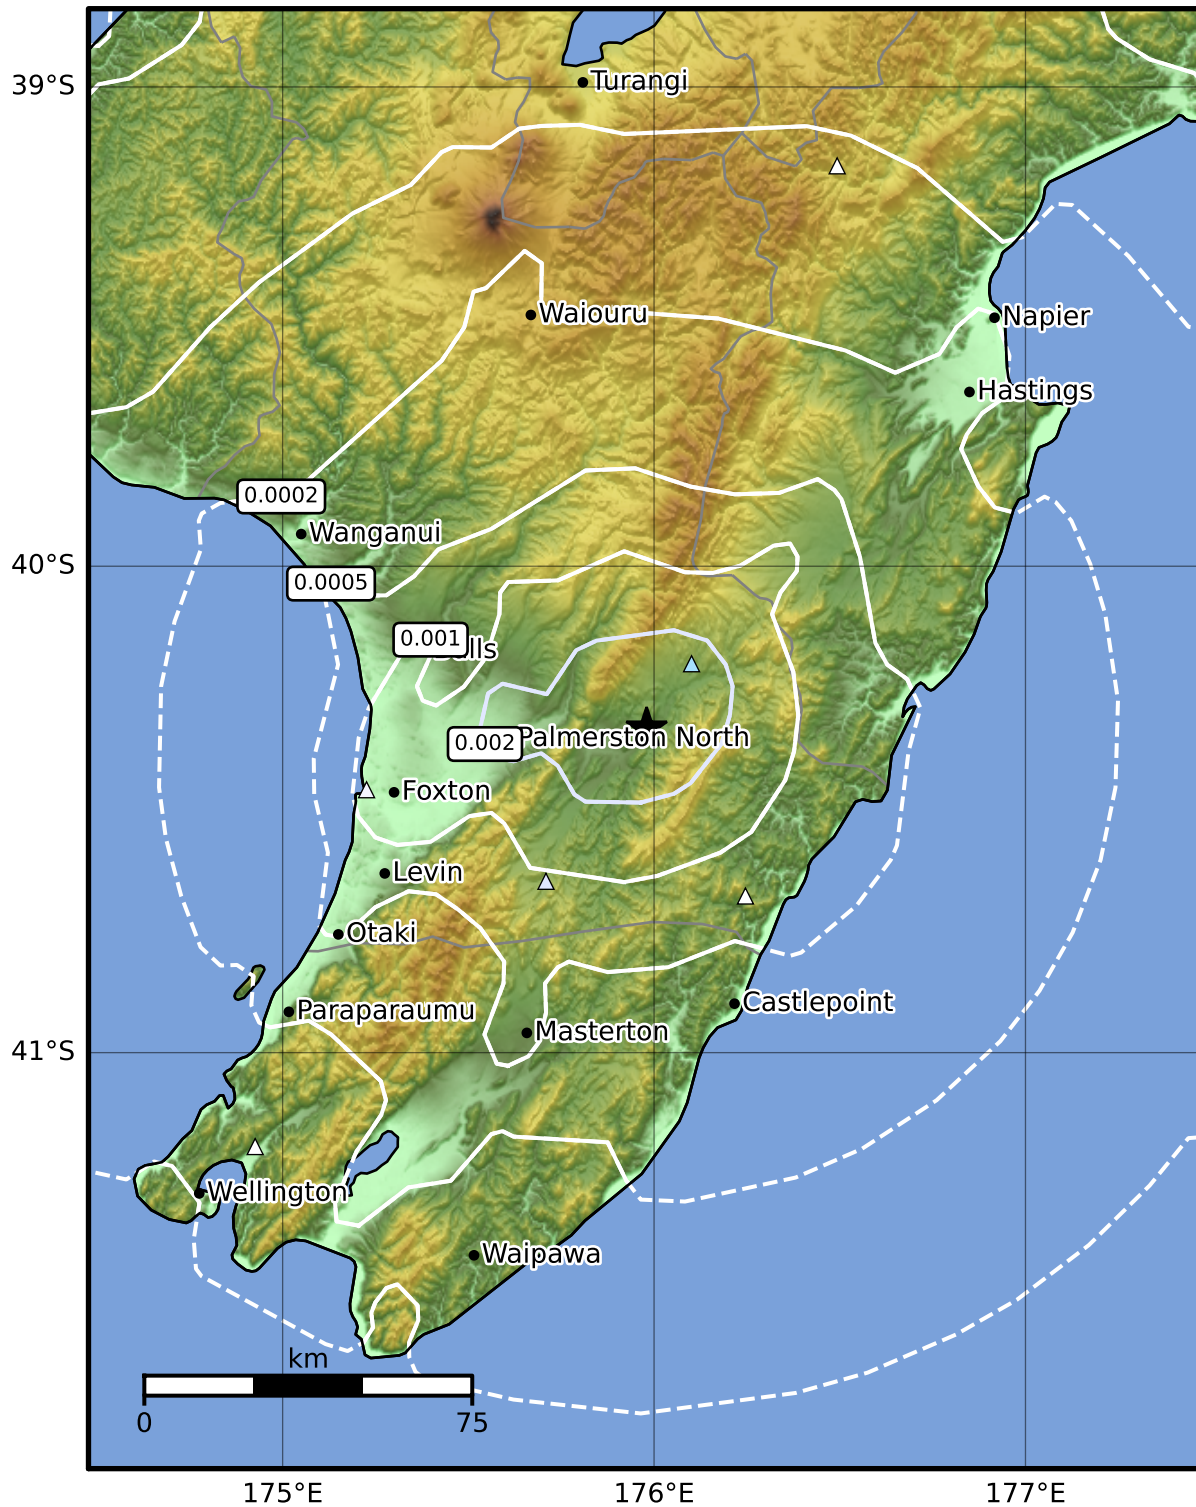 39°S
Turangi
Waiouru
Napier
Hastings
0.0002
Wanganui
40°S
0.0005
0.001
lls
0.002
Palmerston North
Foxton
Levin
Otaki
Paraparaumu
Castlepoint
Masterton
41°S
Wellington
Waipawa
km
0
75
175°E
176°E
177°E